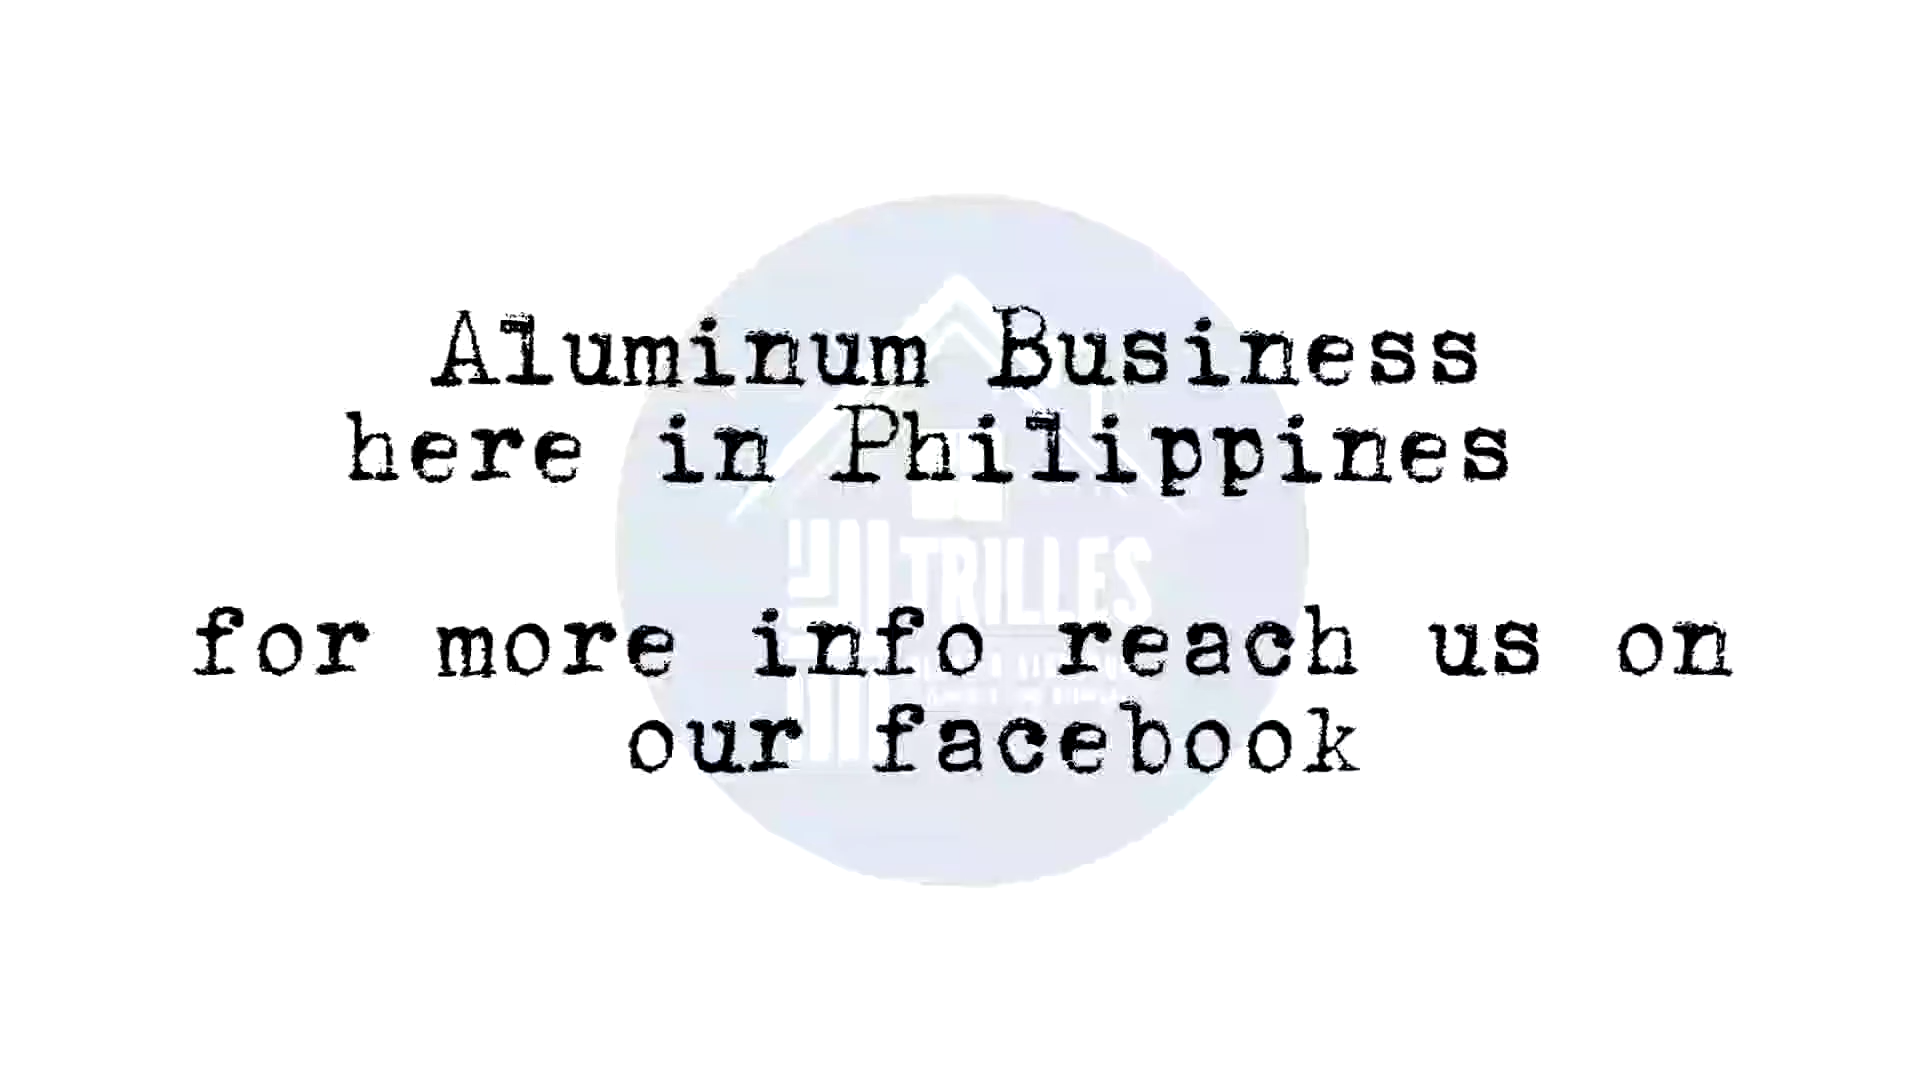 Aluminum Business
here in Philippines
TRILLES
for more info reach us on
our facebook